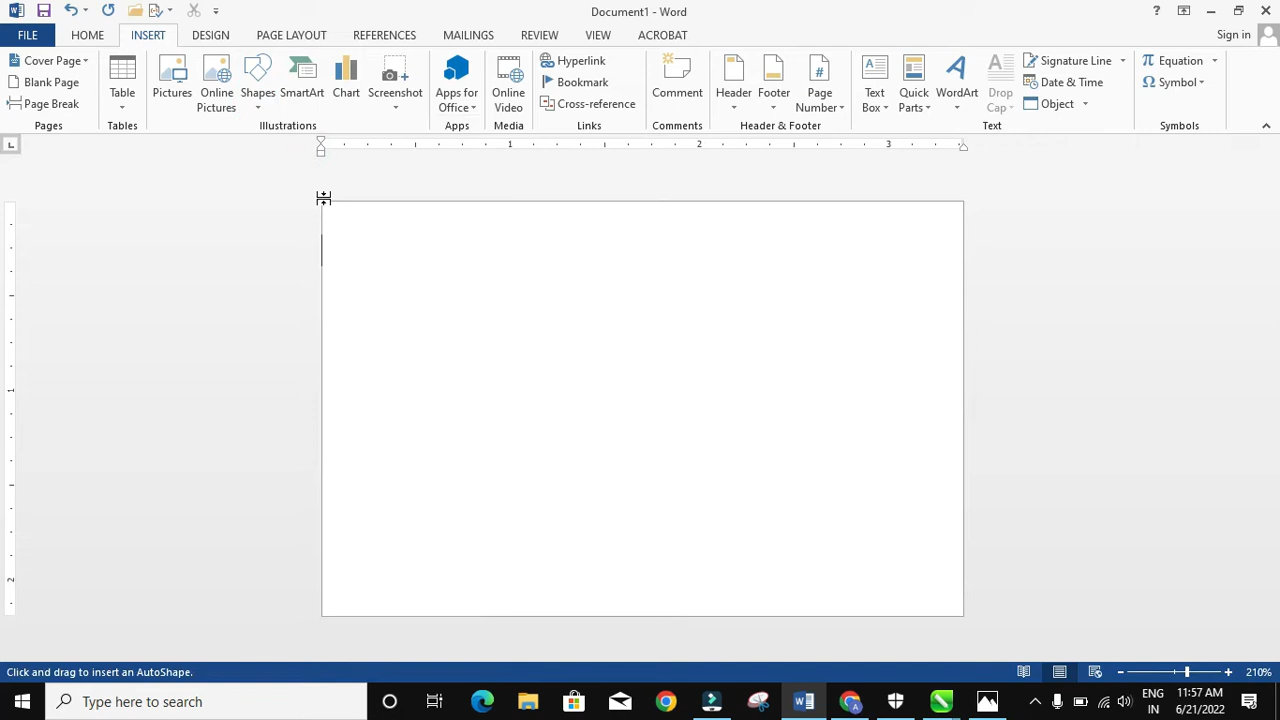 Document1 - Word
Sign in
FILE HOME INSERT DESIGN PAGE LAYOUT REFERENCES MAILINGS REVIEW VIEW ACROBAT
Cover Page
Blank Page
Page Break
Pages
Table
Tables
Pictures
Online Pictures
Shapes
SmartArt
Chart
Screenshot
Illustrations
Apps for Office
Apps
Online Video
Media
Hyperlink
Bookmark
Cross-reference
Links
Comment
Comments
Header
Footer
Page Number
Header & Footer
Text Box
Quick Parts
WordArt
Drop Cap
Signature Line
Date & Time
Object
Text
Equation
Symbol
Symbols
1 2 3
1
2
Click and drag to insert an AutoShape.
210%
Type here to search
ENG
IN
11:57 AM
6/21/2022